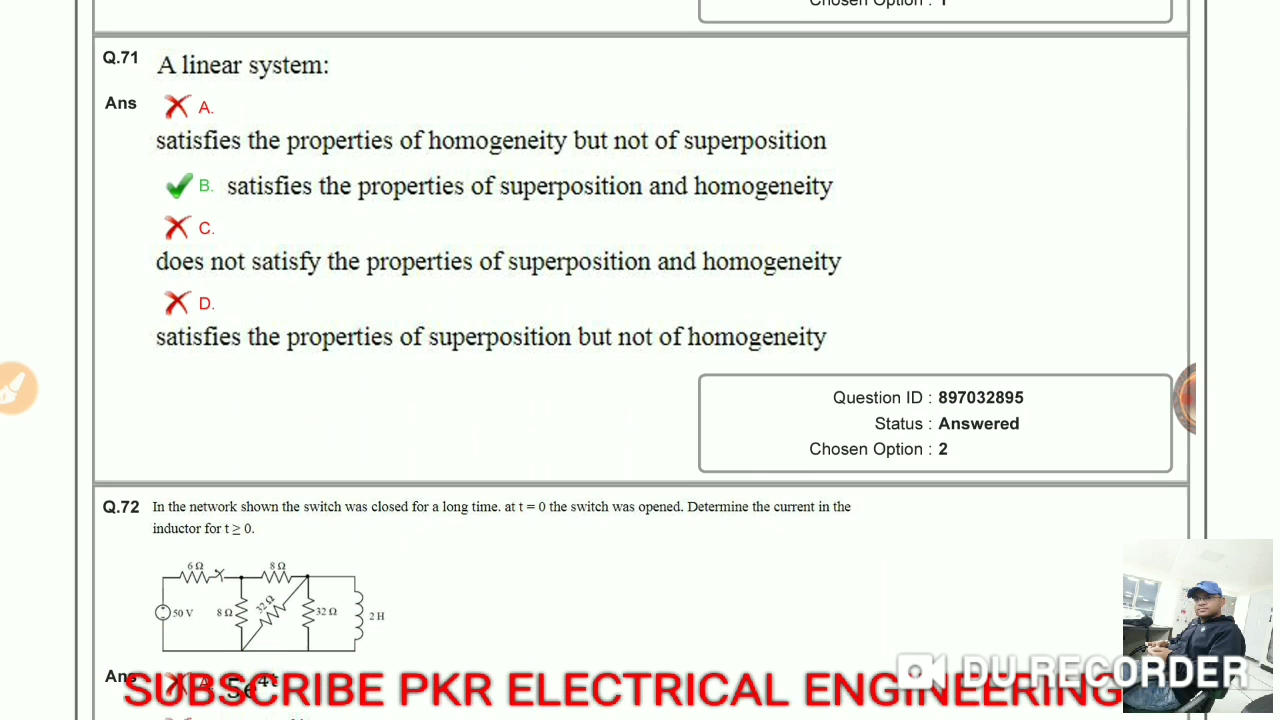 Chosen Option : 1
Q.71 A linear system:
Ans A.
satisfies the properties of homogeneity but not of superposition
B. satisfies the properties of superposition and homogeneity
C.
does not satisfy the properties of superposition and homogeneity
D.
satisfies the properties of superposition but not of homogeneity
Question ID : 897032895
Status : Answered
Chosen Option : 2
Q.72 In the network shown the switch was closed for a long time. at t = 0 the switch was opened. Determine the current in the
inductor for t ≥ 0.
6 Ω 8 Ω
50 V 8 Ω 32 Ω 32 Ω 2 H
Ans A. 5e⁴ᵗ
SUBSCRIBE PKR ELECTRICAL ENGINEERING
DU RECORDER